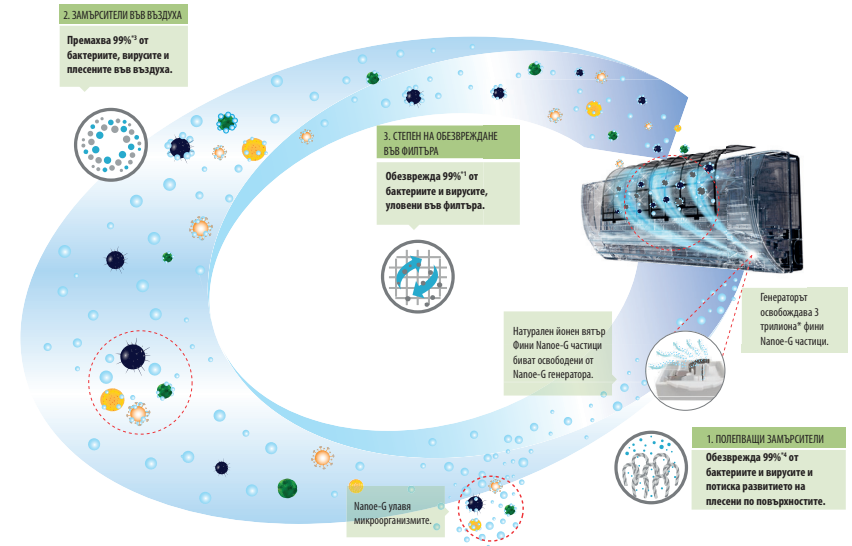 2. ЗАМЪРСИТЕЛИ ВЪВ ВЪЗДУХА
Премахва 99%*3 от
бактериите, вирусите и
плесените във въздуха.
3. СТЕПЕН НА ОБЕЗВРЕЖДАНЕ
ВЪВ ФИЛТЪРА
Обезврежда 99%*1 от
бактериите и вирусите,
уловени във филтъра.
Генераторът
освобождава 3
трилиона* фини
Nanoe-G частици.
Натурален йонен вятър
Фини Nanoe-G частици
биват освободени от
Nanoe-G генератора.
1. ПОЛЕПВАЩИ ЗАМЪРСИТЕЛИ
Обезврежда 99%*4 от
бактериите и вирусите и
потиска развитието на
плесени по повърхностите.
Nanoe-G улавя
микроорганизмите.